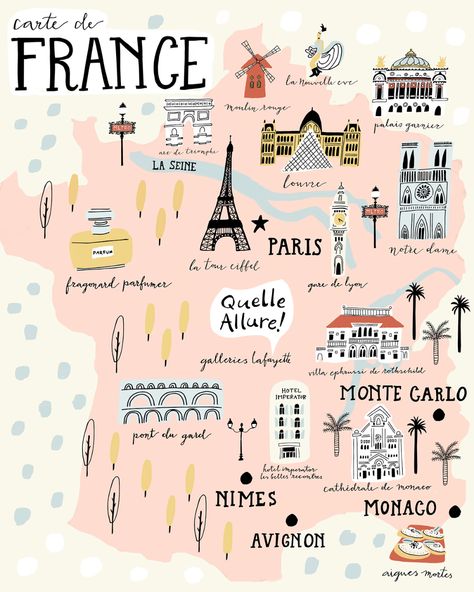 carte de
FRANCE
moulin rouge
la nouvelle eve
palais garnier
METRO
arc de triomphe
LA SEINE
louvre
METRO
notre dame
PARFUM
fragonard parfumer
la tour eiffel
PARIS
gare de lyon
Quelle
Allure!
galleries lafayette
villa ephrussi de rothschild
MONTE CARLO
HOTEL
IMPERATOR
pont du gard
hotel imperator
les belles rencontres
cathédrale de monaco
NIMES
MONACO
AVIGNON
aigues mortes